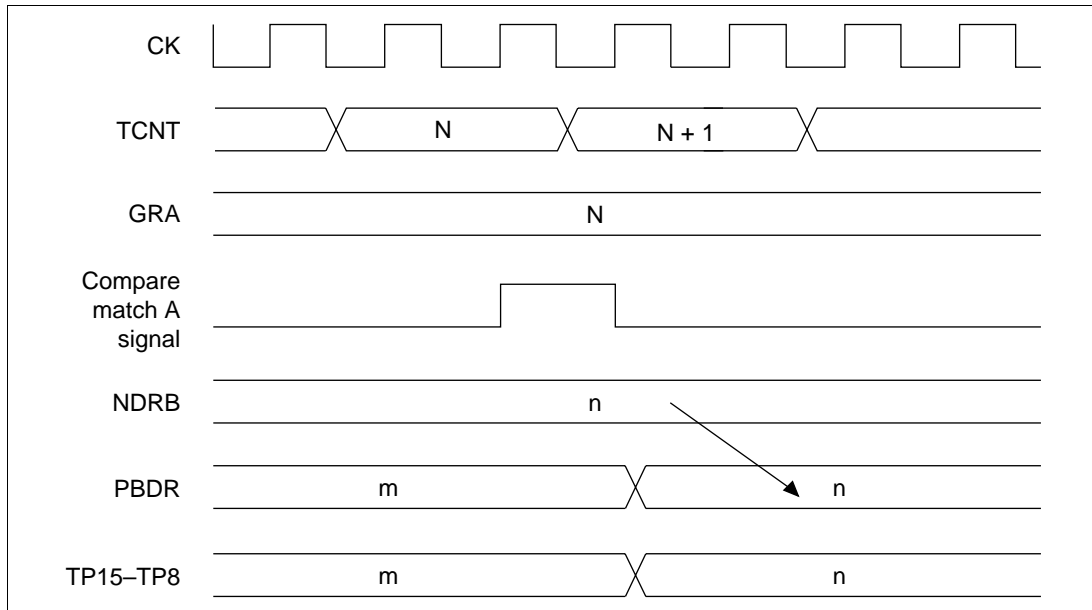 CK
TCNT
N
N + 1
GRA
N
Compare
match A
signal
NDRB
n
PBDR
m
n
TP15–TP8
m
n